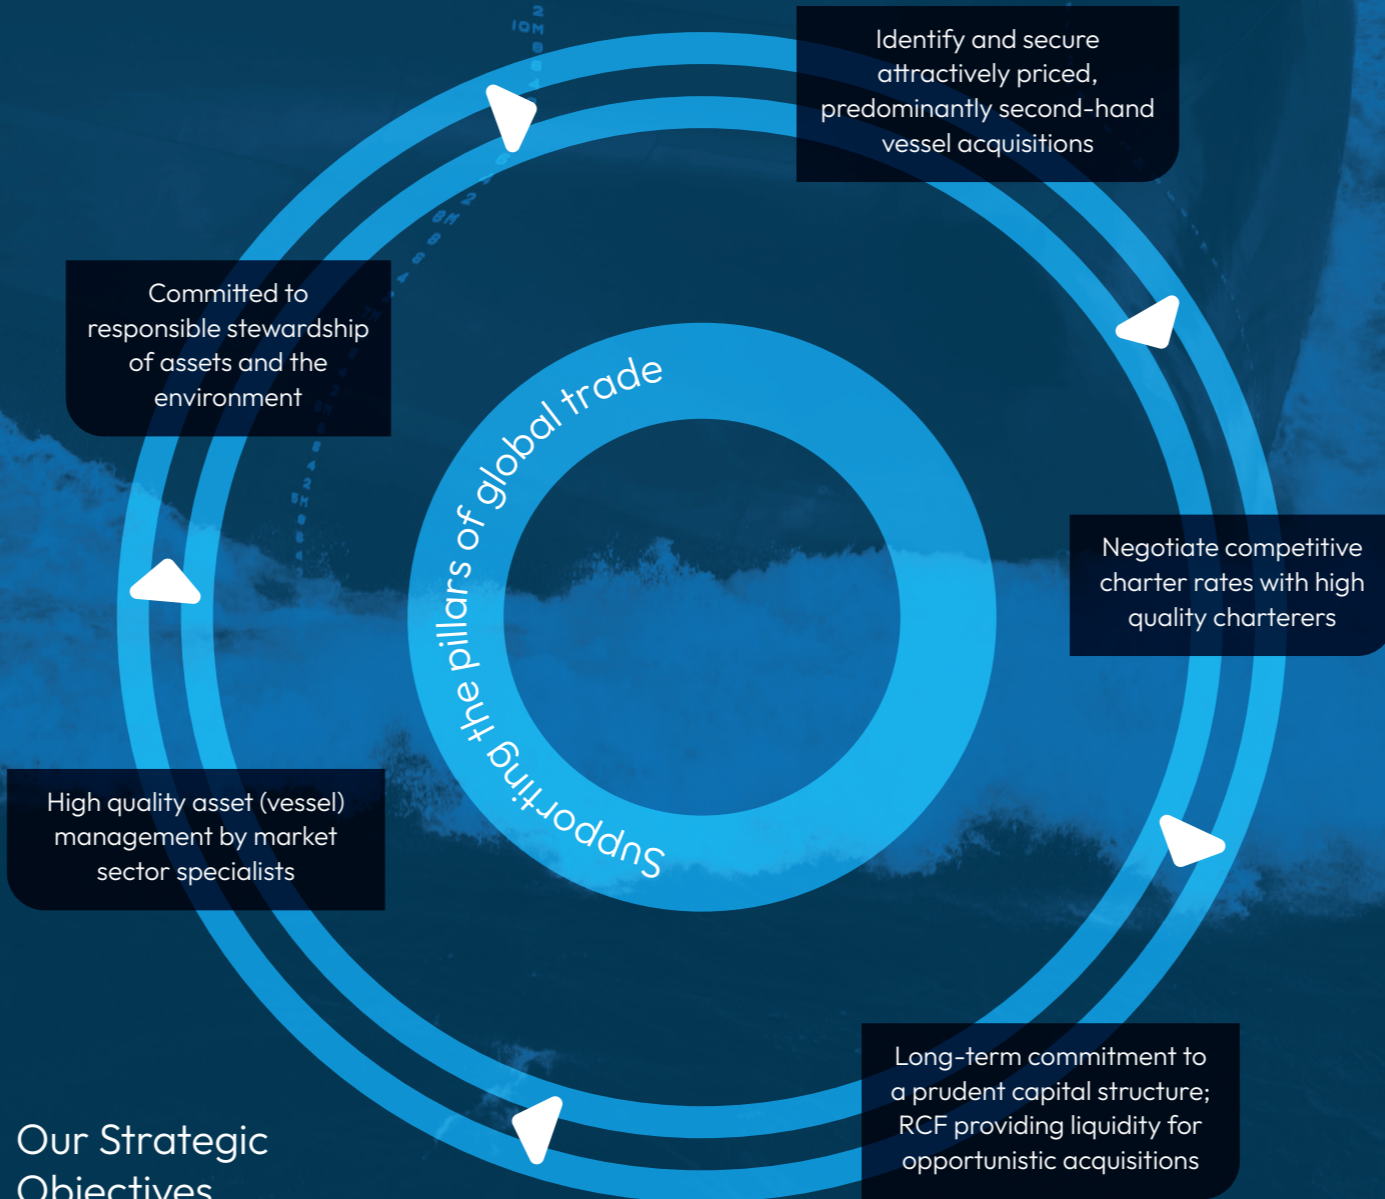 Identify and secure
attractively priced,
predominantly second-hand
vessel acquisitions
Committed to
responsible stewardship
of assets and the
environment
Supporting the pillars of global trade
Negotiate competitive
charter rates with high
quality charterers
High quality asset (vessel)
management by market
sector specialists
Long-term commitment to
a prudent capital structure;
RCF providing liquidity for
opportunistic acquisitions
Our Strategic
Objectives